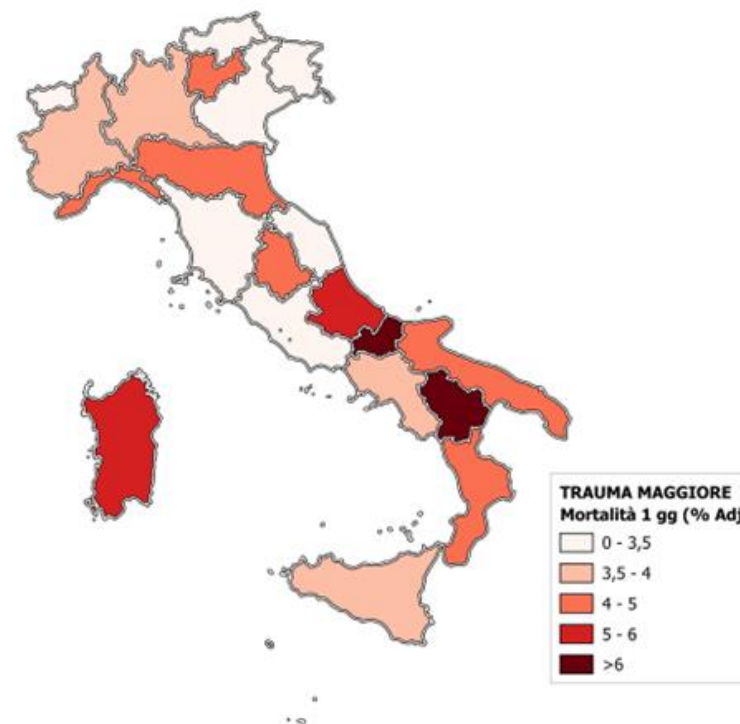 TRAUMA MAGGIORE
Mortalità 1 gg (% Adj
0 - 3,5
3,5 - 4
4 - 5
5 - 6
>6